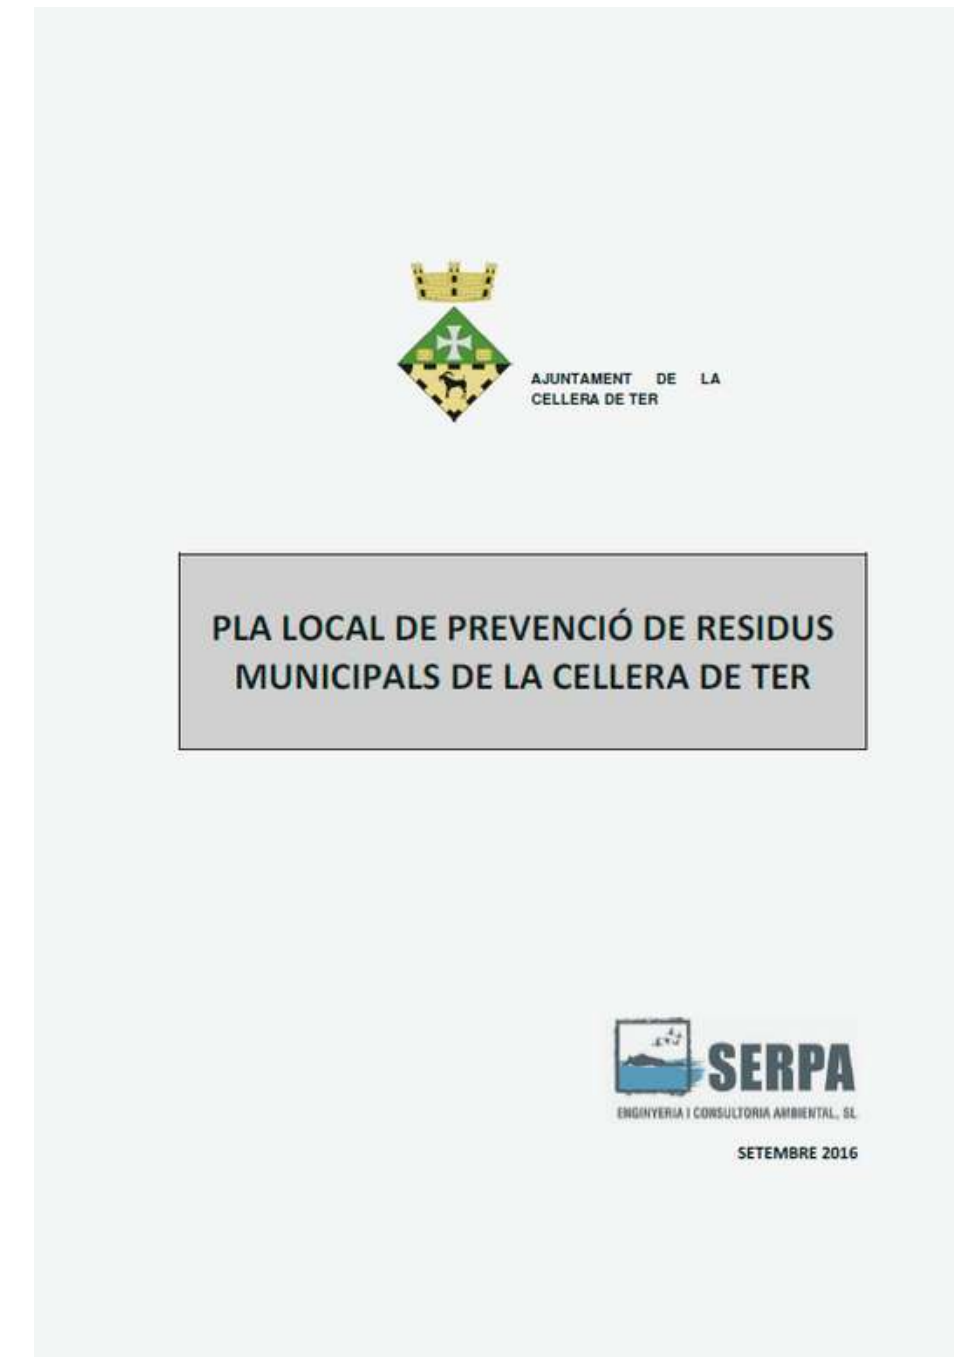 AJUNTAMENT DE LA
CELLERA DE TER
PLA LOCAL DE PREVENCIÓ DE RESIDUS
MUNICIPALS DE LA CELLERA DE TER
SERPA
ENGINYERIA I CONSULTORIA AMBIENTAL, SL
SETEMBRE 2016